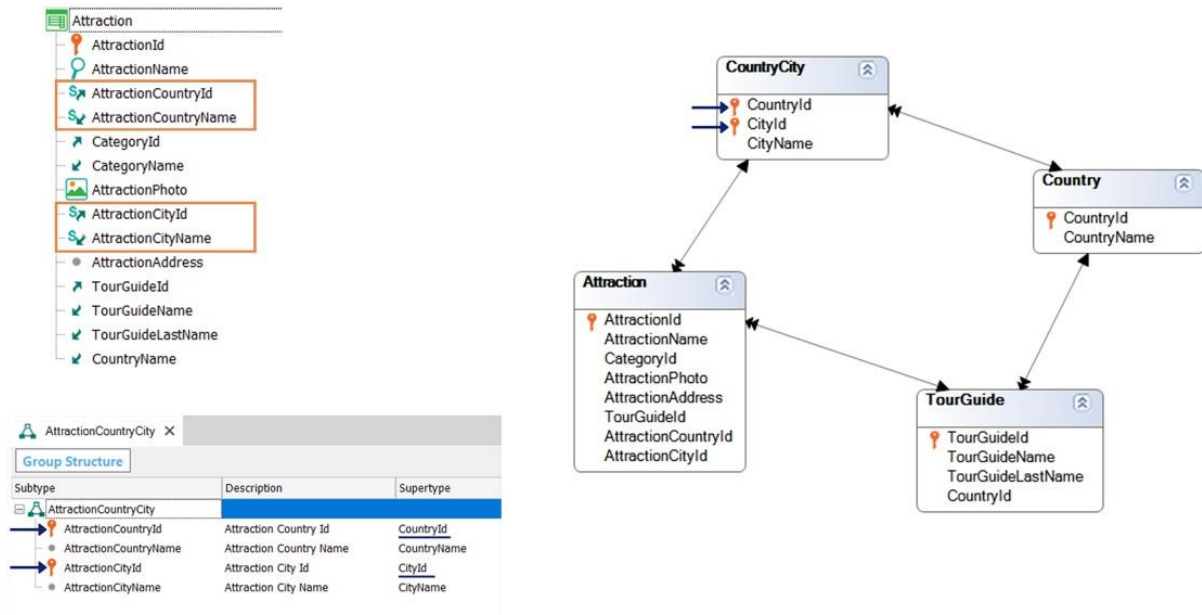 Attraction
AttractionId
AttractionName
AttractionCountryId
AttractionCountryName
CategoryId
CategoryName
AttractionPhoto
AttractionCityId
AttractionCityName
AttractionAddress
TourGuideId
TourGuideName
TourGuideLastName
CountryName
CountryCity
CountryId
CityId
CityName
Country
CountryId
CountryName
Attraction
AttractionId
AttractionName
CategoryId
AttractionPhoto
AttractionAddress
TourGuideId
AttractionCountryId
AttractionCityId
TourGuide
TourGuideId
TourGuideName
TourGuideLastName
CountryId
AttractionCountryCity
Group Structure
Subtype Description Supertype
AttractionCountryCity
AttractionCountryId Attraction Country Id CountryId
AttractionCountryName Attraction Country Name CountryName
AttractionCityId Attraction City Id CityId
AttractionCityName Attraction City Name CityName